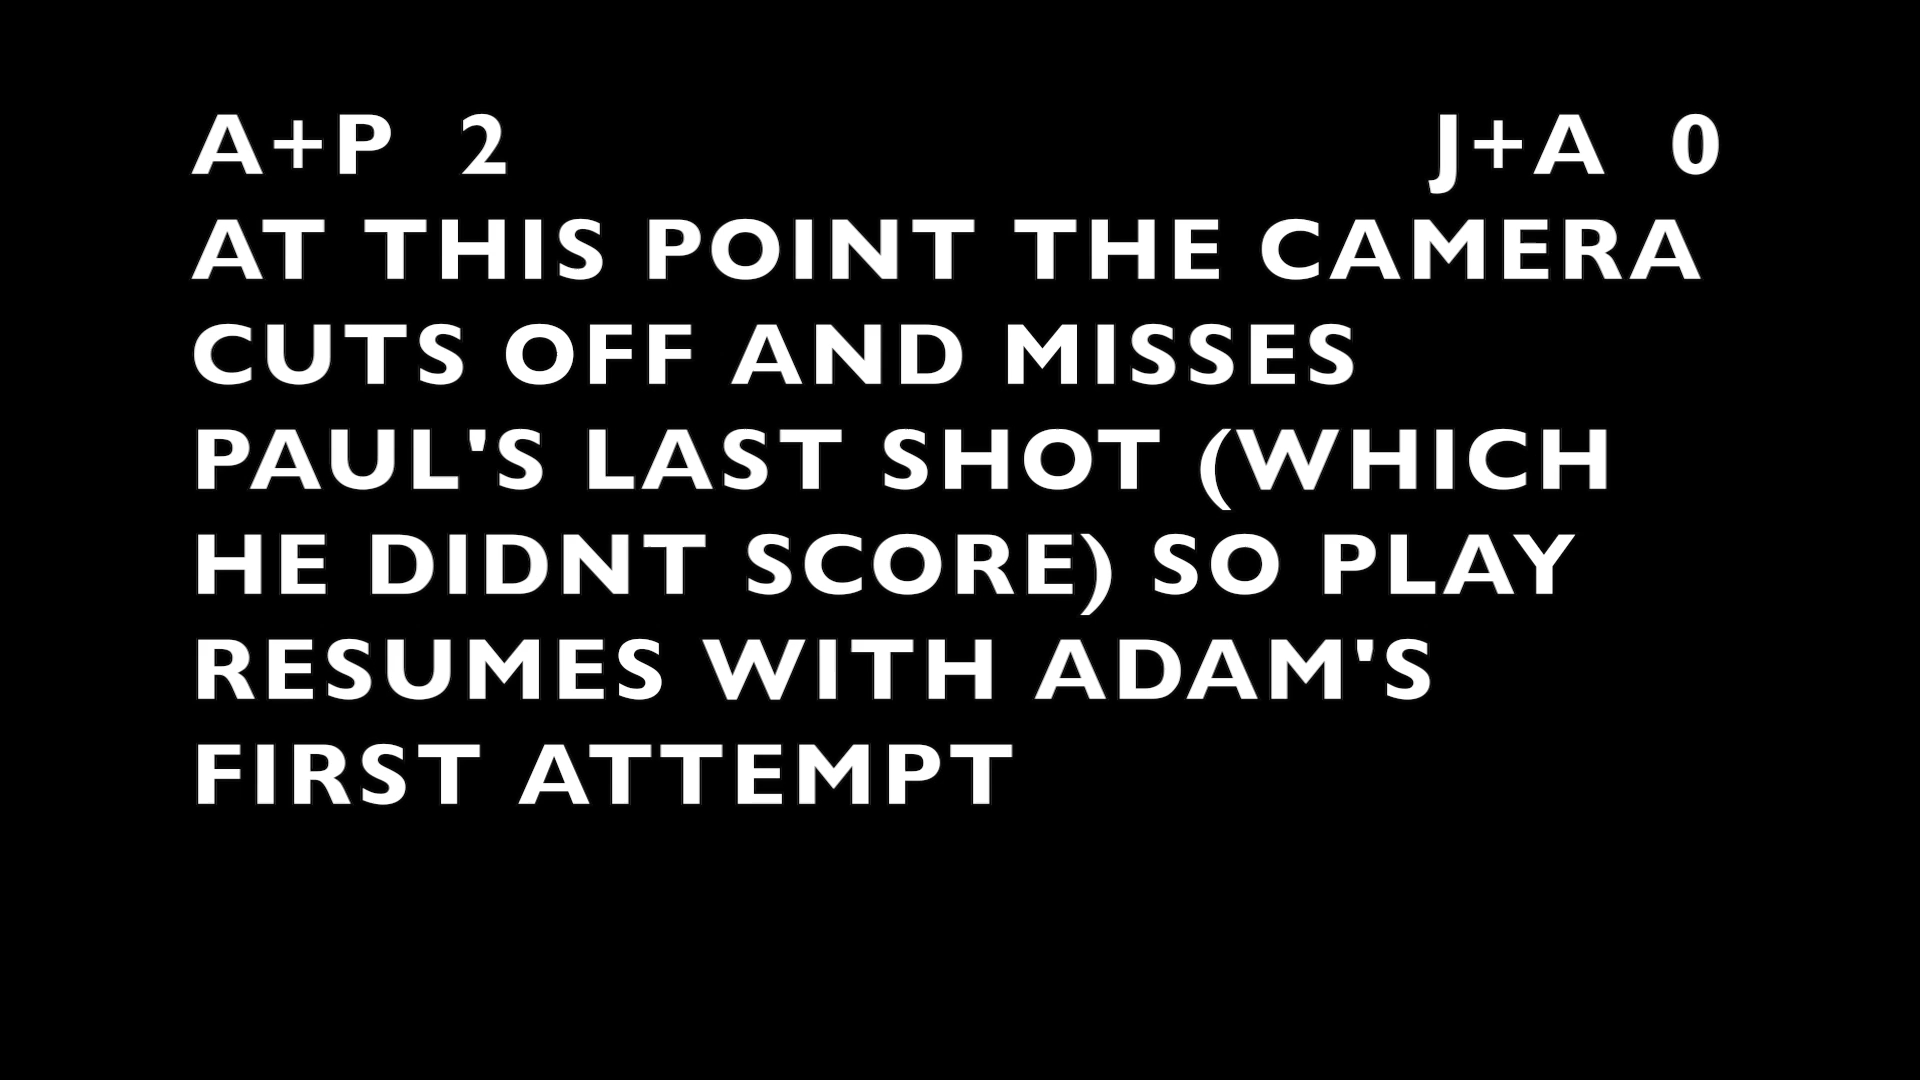 A+P 2 J+A 0
AT THIS POINT THE CAMERA
CUTS OFF AND MISSES
PAUL'S LAST SHOT (WHICH
HE DIDNT SCORE) SO PLAY
RESUMES WITH ADAM'S
FIRST ATTEMPT